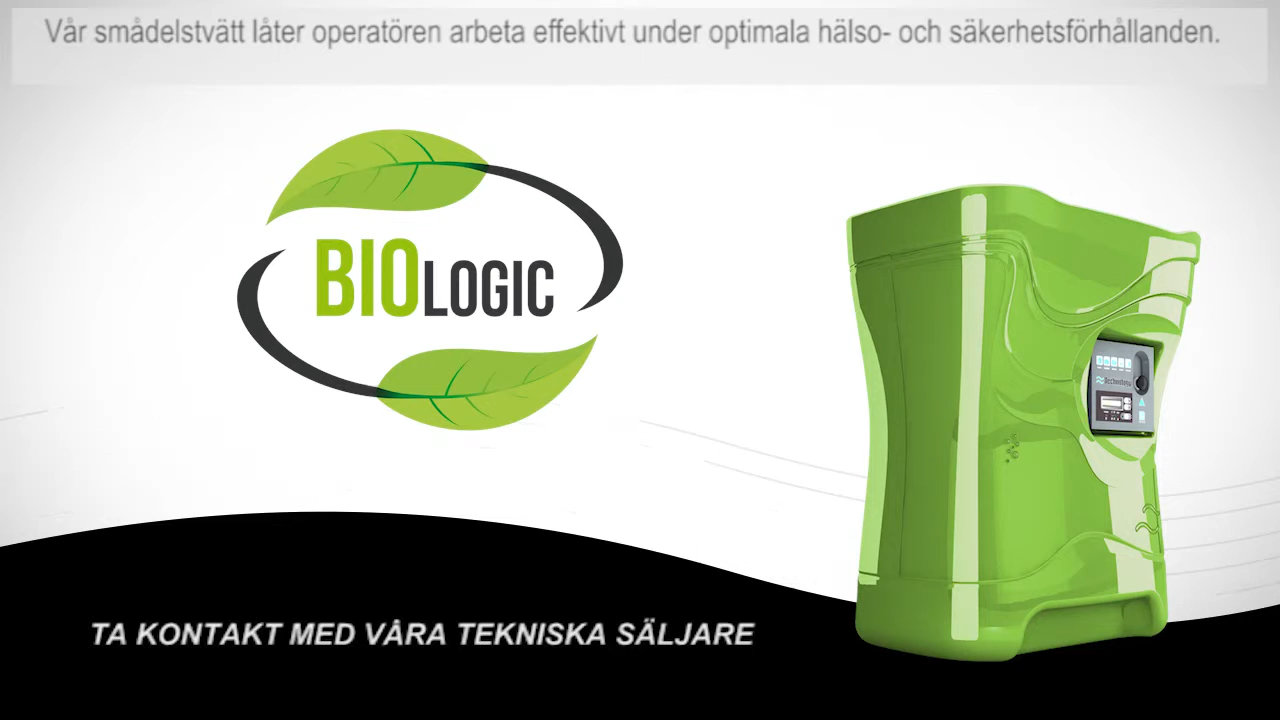 Vår smådelstvätt låter operatören arbeta effektivt under optimala hälso- och säkerhetsförhållanden.
BIOLOGIC
TA KONTAKT MED VÅRA TEKNISKA SÄLJARE